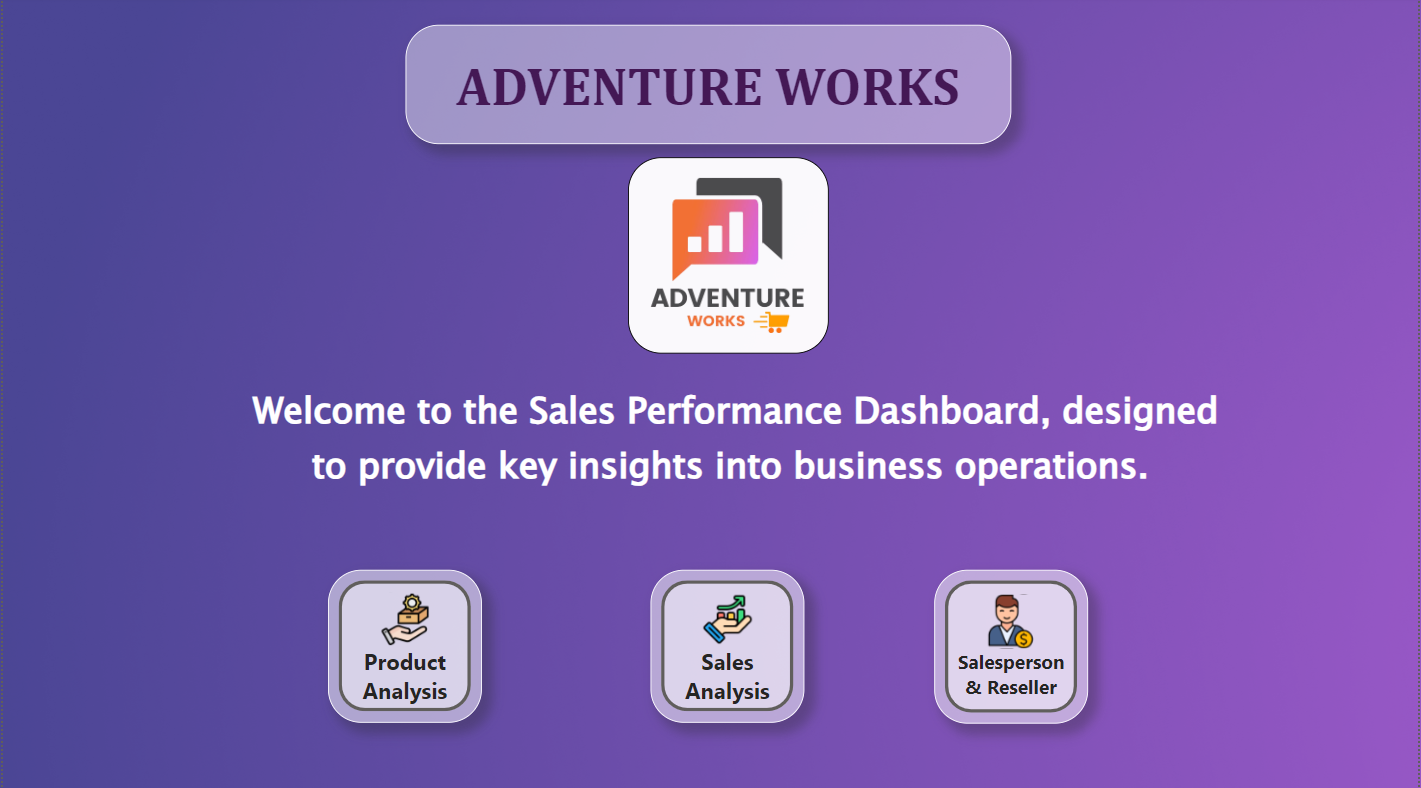 ADVENTURE WORKS
ADVENTURE
WORKS
Welcome to the Sales Performance Dashboard, designed
to provide key insights into business operations.
Product
Analysis
Sales
Analysis
$
Salesperson
& Reseller